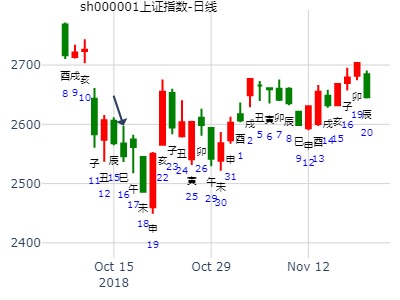 sh000001上证指数-日线
2700
2600
2500
2400
酉 戌 亥 子 丑 辰 巳 午 未 申 亥 子 丑 寅 卯 午 未 申 酉 戌 丑 寅 卯 辰 巳 申 酉 戌 亥 子 卯 辰
8 9 10 11 12 15 16 17 18 19 22 23 24 25 26 29 30 31 1 2 5 6 7 8 9 12 13 14 15 16 19 20
Oct 15
2018
Oct 29
Nov 12